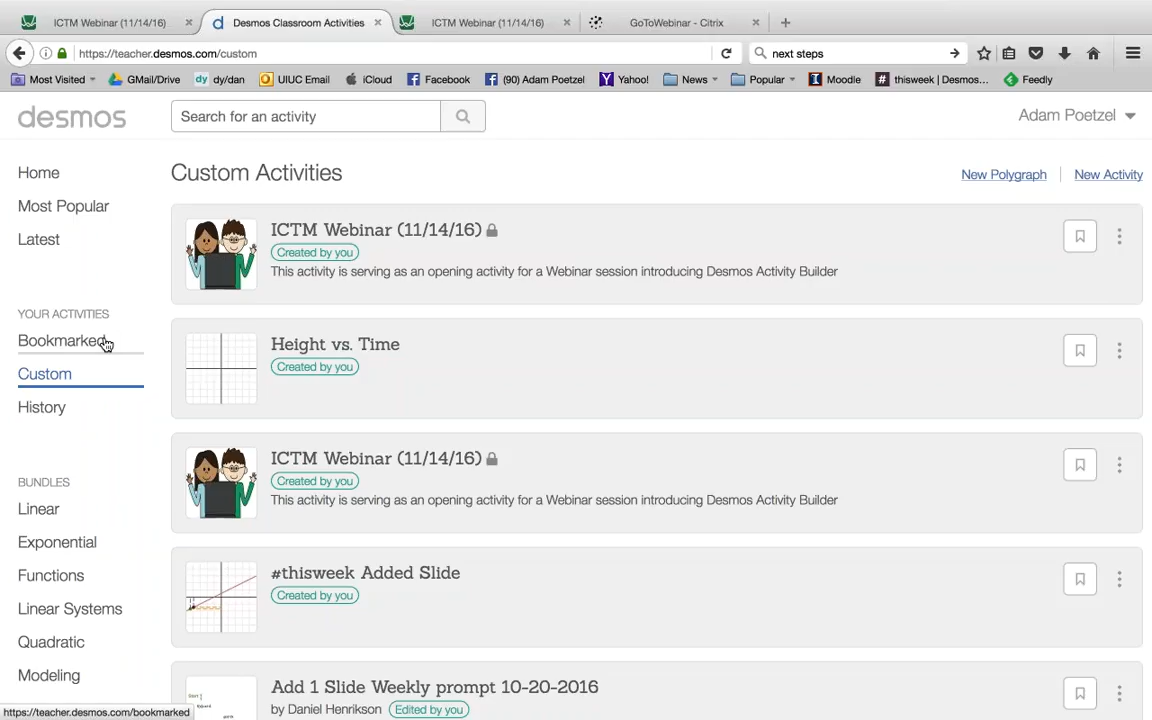 ICTM Webinar (11/14/16) ×
Desmos Classroom Activities ×
ICTM Webinar (11/14/16) ×
GoToWebinar - Citrix ×
https://teacher.desmos.com/custom
next steps
Most Visited
GMail/Drive
dy dy/dan
UIUC Email
iCloud
Facebook
(90) Adam Poetzel
Yahoo!
News
Popular
Moodle
# thisweek | Desmos...
Feedly
desmos
Search for an activity
Adam Poetzel
Home
Most Popular
Latest
YOUR ACTIVITIES
Bookmarked
Custom
History
BUNDLES
Linear
Exponential
Functions
Linear Systems
Quadratic
Modeling
Custom Activities
New Polygraph
New Activity
ICTM Webinar (11/14/16)
Created by you
This activity is serving as an opening activity for a Webinar session introducing Desmos Activity Builder
Height vs. Time
Created by you
ICTM Webinar (11/14/16)
Created by you
This activity is serving as an opening activity for a Webinar session introducing Desmos Activity Builder
#thisweek Added Slide
Created by you
Add 1 Slide Weekly prompt 10-20-2016
by Daniel Henrikson Edited by you
https://teacher.desmos.com/bookmarked